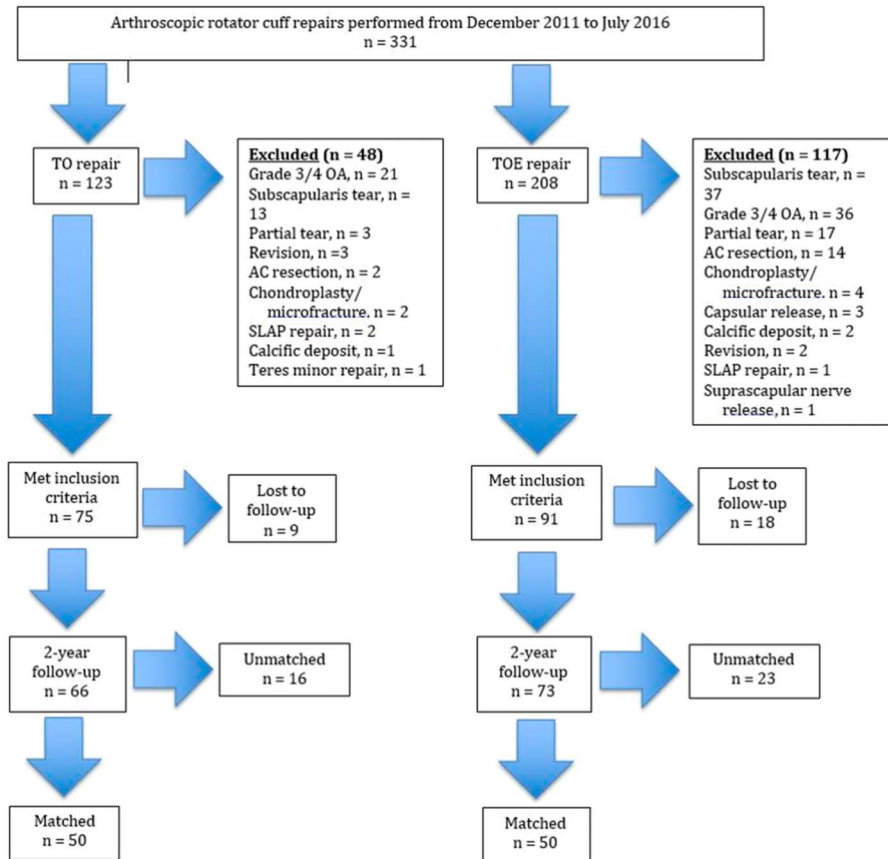 Arthroscopic rotator cuff repairs performed from December 2011 to July 2016
n = 331
TO repair
n = 123
Excluded (n = 48)
Grade 3/4 OA, n = 21
Subscapularis tear, n =
13
Partial tear, n = 3
Revision, n =3
AC resection, n = 2
Chondroplasty/
microfracture. n = 2
SLAP repair, n = 2
Calcific deposit, n =1
Teres minor repair, n = 1
TOE repair
n = 208
Excluded (n = 117)
Subscapularis tear, n =
37
Grade 3/4 OA, n = 36
Partial tear, n = 17
AC resection, n = 14
Chondroplasty/
microfracture. n = 4
Capsular release, n = 3
Calcific deposit, n = 2
Revision, n = 2
SLAP repair, n = 1
Suprascapular nerve
release, n = 1
Met inclusion
criteria
n = 75
Lost to
follow-up
n = 9
Met inclusion
criteria
n = 91
Lost to
follow-up
n = 18
2-year
follow-up
n = 66
Unmatched
n = 16
2-year
follow-up
n = 73
Unmatched
n = 23
Matched
n = 50
Matched
n = 50